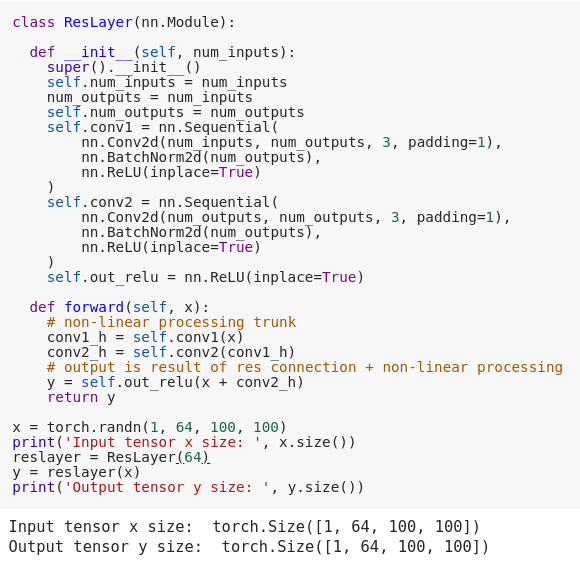 class ResLayer(nn.Module):
  def __init__(self, num_inputs):
    super().__init__()
    self.num_inputs = num_inputs
    num_outputs = num_inputs
    self.num_outputs = num_outputs
    self.conv1 = nn.Sequential(
        nn.Conv2d(num_inputs, num_outputs, 3, padding=1),
        nn.BatchNorm2d(num_outputs),
        nn.ReLU(inplace=True)
    )
    self.conv2 = nn.Sequential(
        nn.Conv2d(num_outputs, num_outputs, 3, padding=1),
        nn.BatchNorm2d(num_outputs),
        nn.ReLU(inplace=True)
    )
    self.out_relu = nn.ReLU(inplace=True)
  def forward(self, x):
    # non-linear processing trunk
    conv1_h = self.conv1(x)
    conv2_h = self.conv2(conv1_h)
    # output is result of res connection + non-linear processing
    y = self.out_relu(x + conv2_h)
    return y
x = torch.randn(1, 64, 100, 100)
print('Input tensor x size: ', x.size())
reslayer = ResLayer(64)
y = reslayer(x)
print('Output tensor y size: ', y.size())
Input tensor x size:  torch.Size([1, 64, 100, 100])
Output tensor y size:  torch.Size([1, 64, 100, 100])